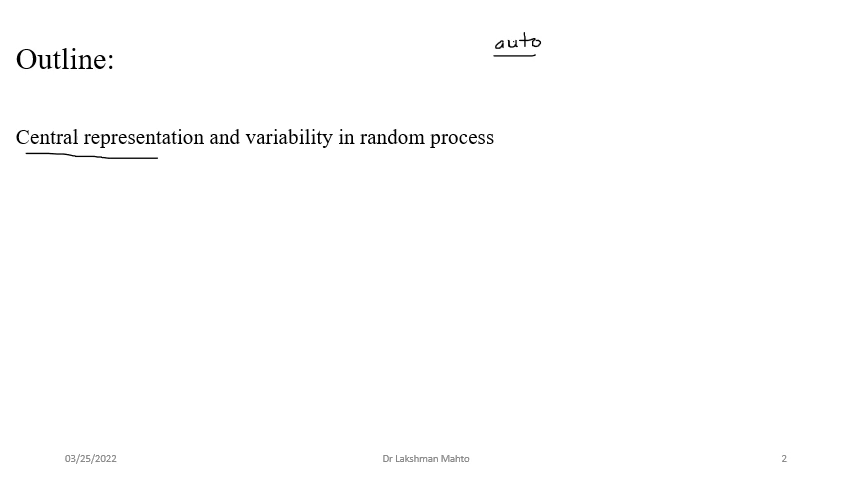 auto
Outline:
Central representation and variability in random process
03/25/2022 Dr Lakshman Mahto 2